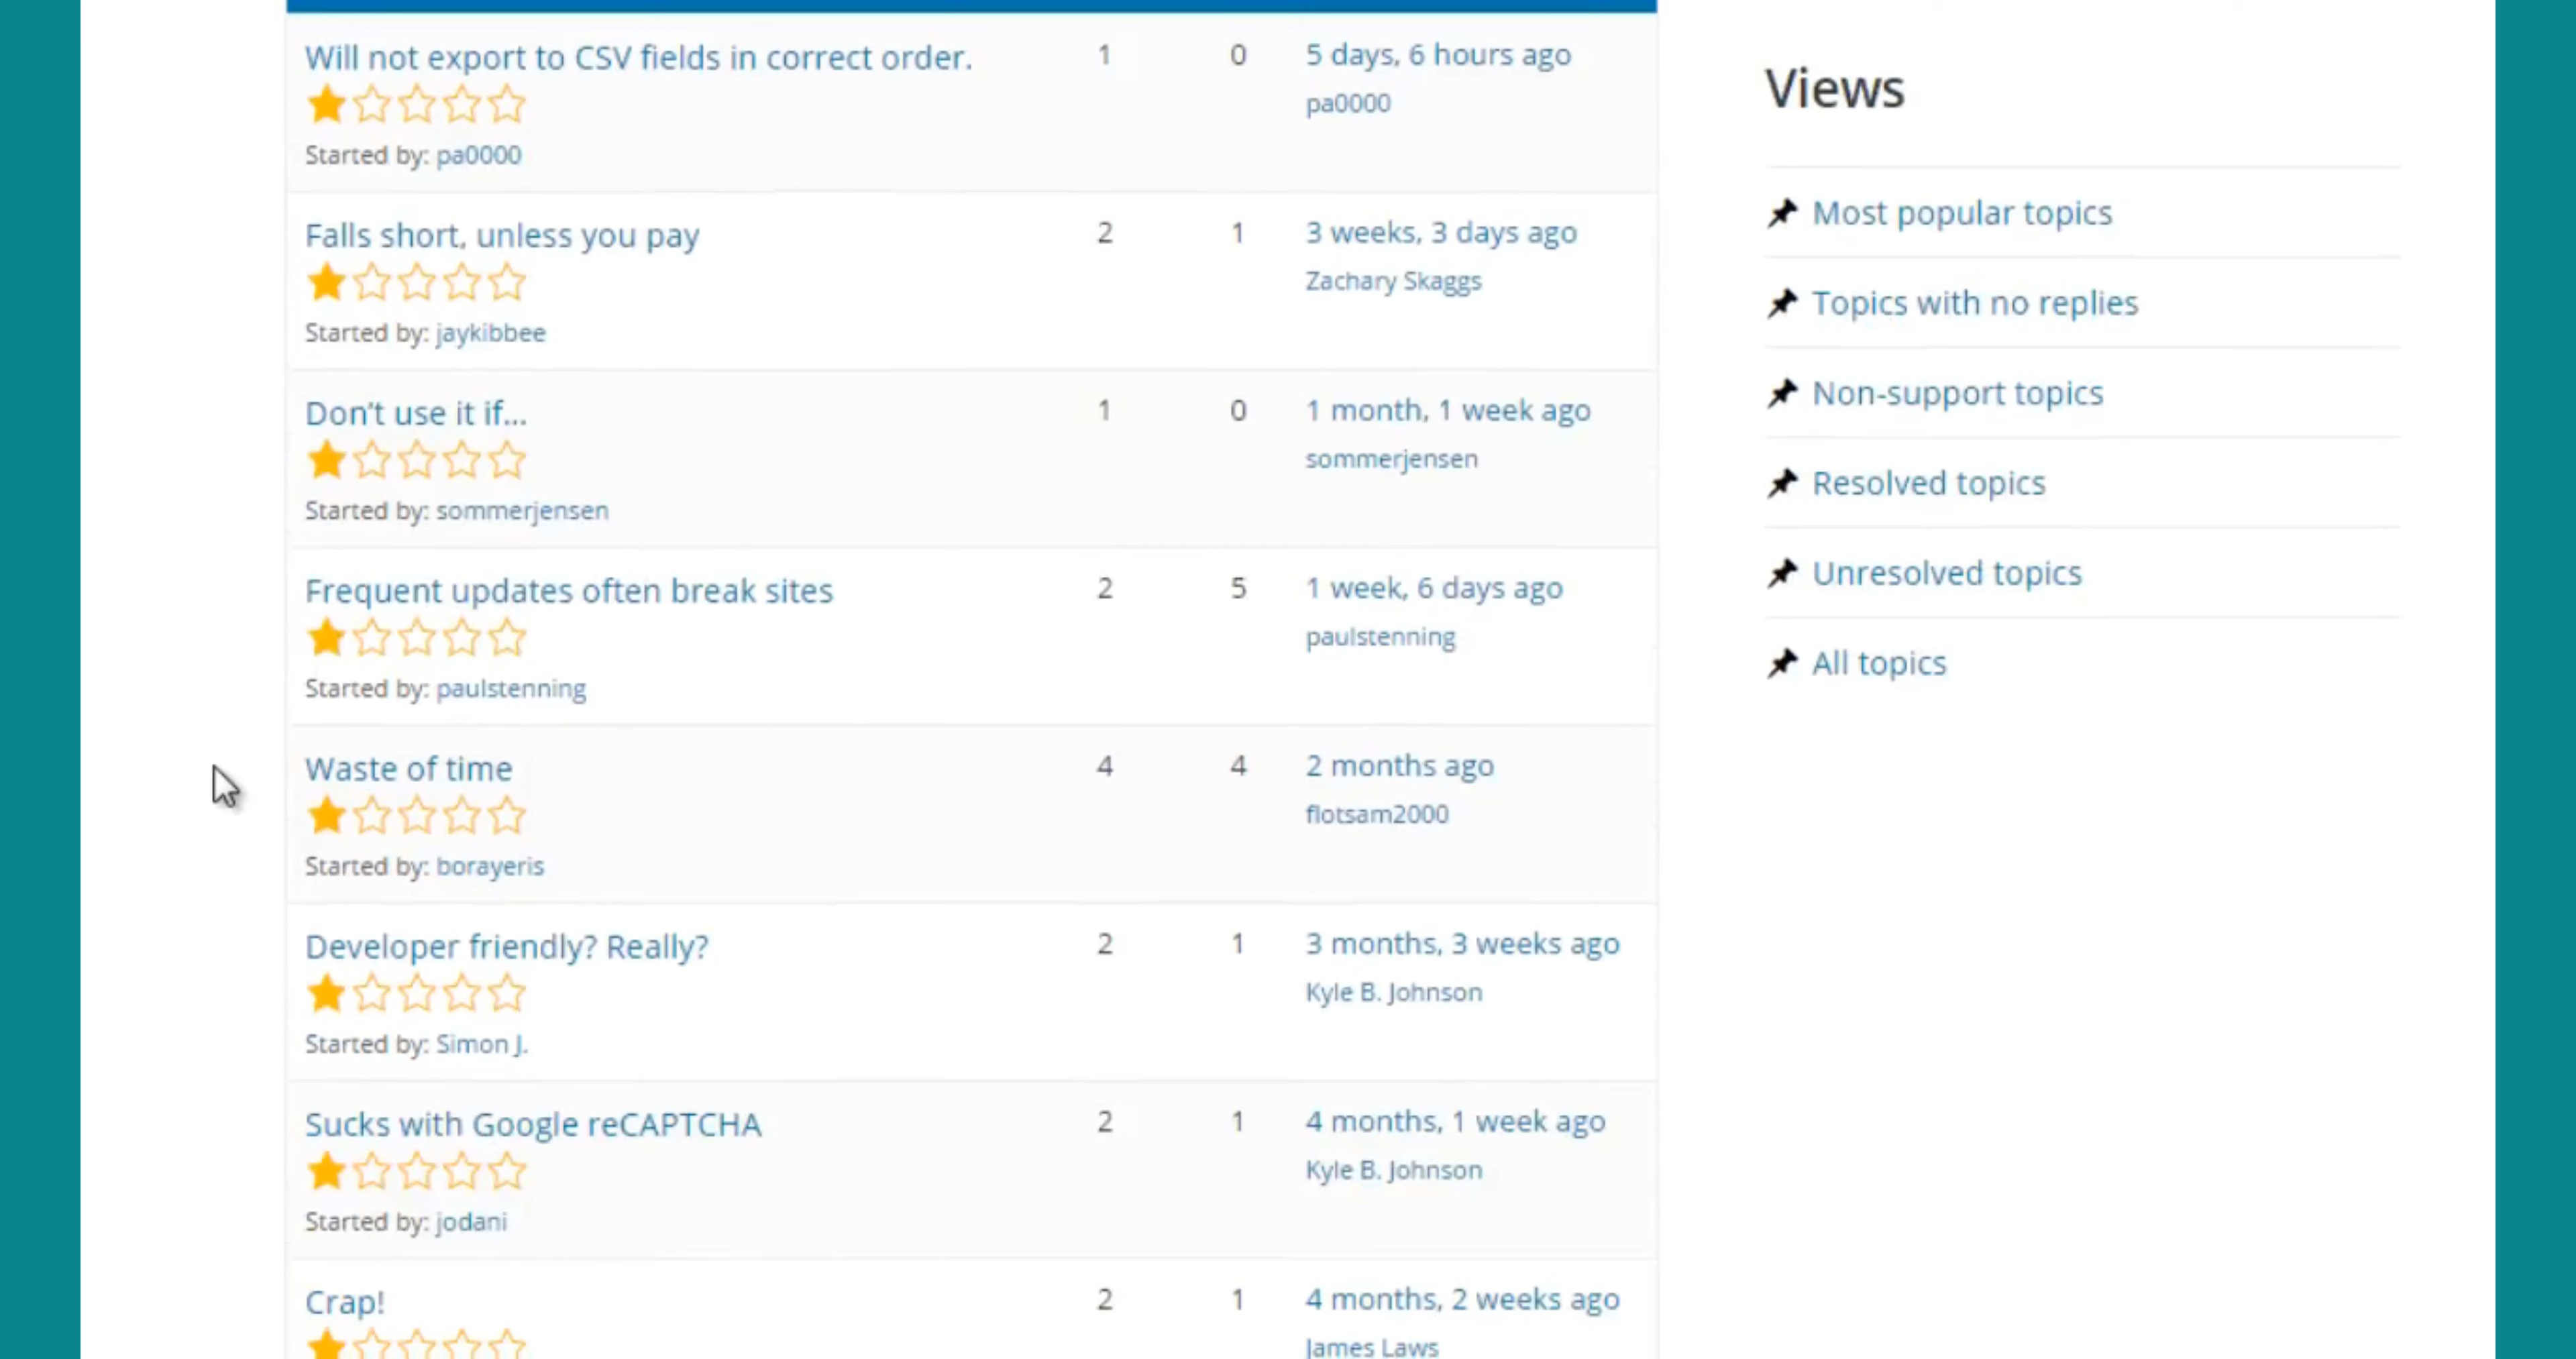 Will not export to CSV fields in correct order.
1
0
5 days, 6 hours ago
pa0000
Started by: pa0000
Falls short, unless you pay
2
1
3 weeks, 3 days ago
Zachary Skaggs
Started by: jaykibbee
Don't use it if...
1
0
1 month, 1 week ago
sommerjensen
Started by: sommerjensen
Frequent updates often break sites
2
5
1 week, 6 days ago
paulstenning
Started by: paulstenning
Waste of time
4
4
2 months ago
flotsam2000
Started by: borayeris
Developer friendly? Really?
2
1
3 months, 3 weeks ago
Kyle B. Johnson
Started by: Simon J.
Sucks with Google reCAPTCHA
2
1
4 months, 1 week ago
Kyle B. Johnson
Started by: jodani
Crap!
2
1
4 months, 2 weeks ago
James Laws
Views
Most popular topics
Topics with no replies
Non-support topics
Resolved topics
Unresolved topics
All topics